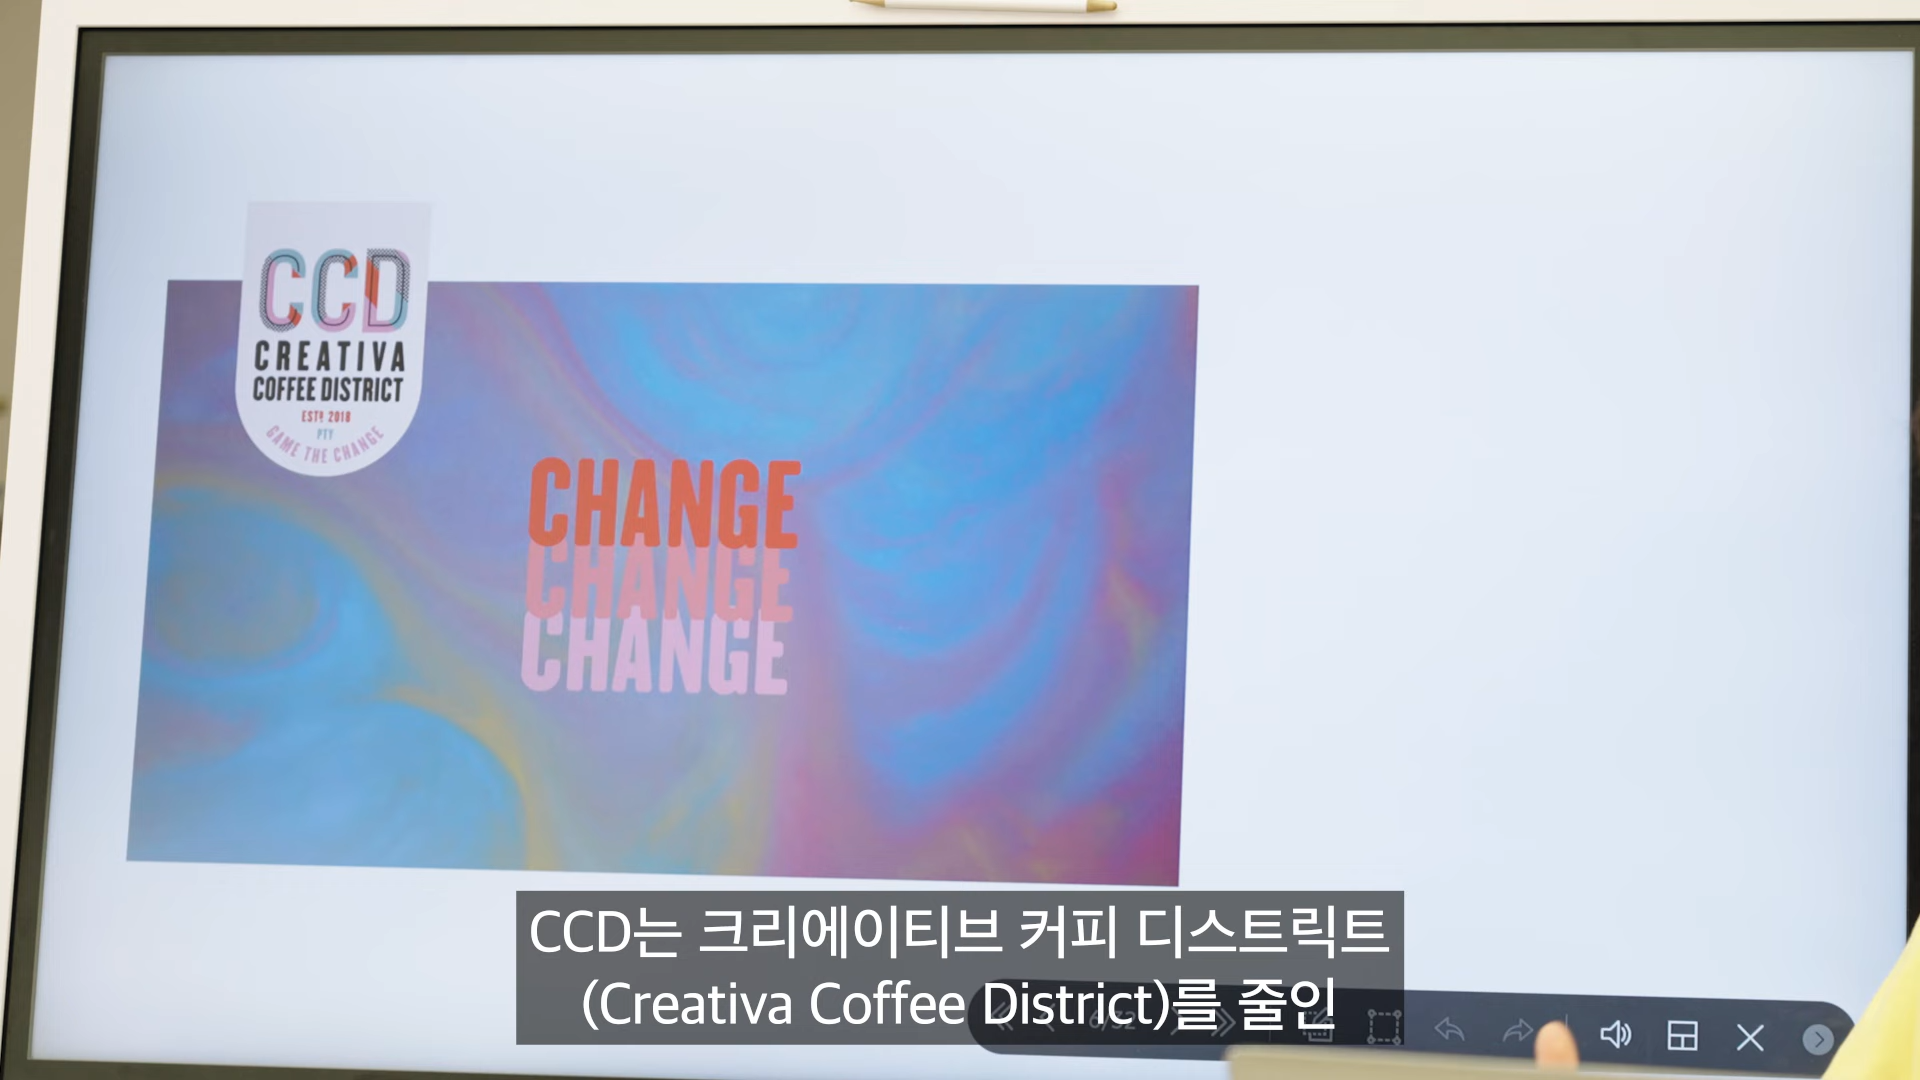 CCD
CREATIVA
COFFEE DISTRICT
ESTD 2018
PTY
GAME THE CHANGE
CHANGE
CHANGE
CHANGE
CCD는 크리에이티브 커피 디스트릭트
(Creativa Coffee District)를 줄인